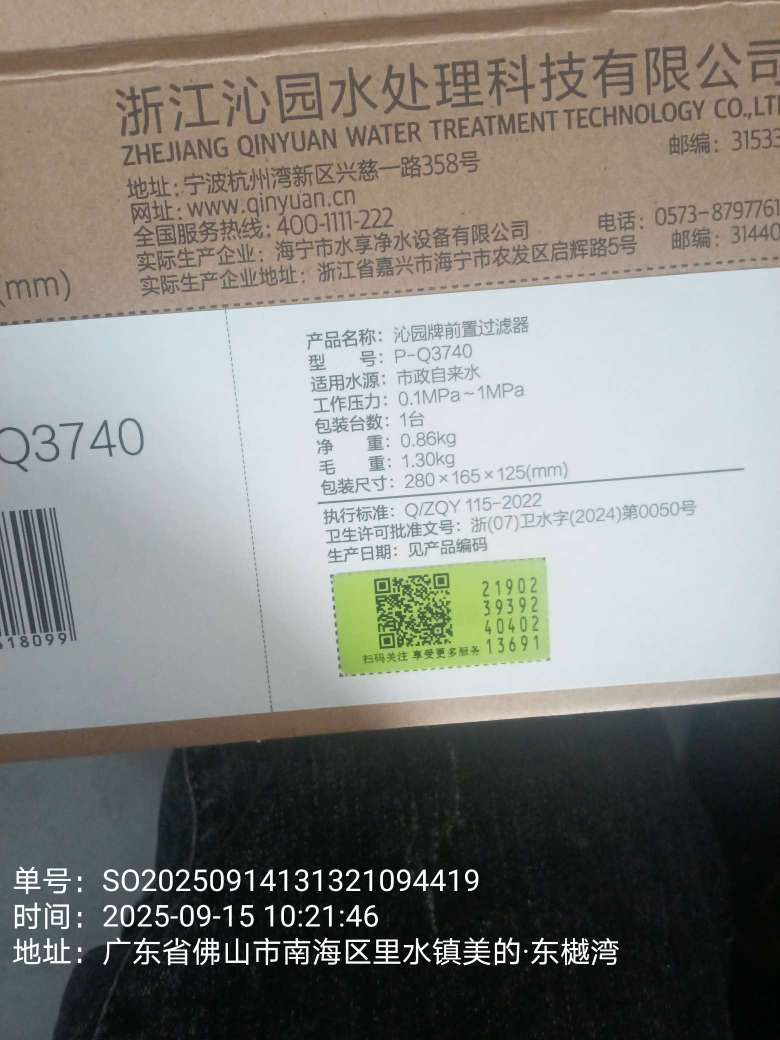 浙江沁园水处理科技有限公司
ZHEJIANG QINYUAN WATER TREATMENT TECHNOLOGY CO.,LT
地址：宁波杭州湾新区兴慈一路358号 邮编：31533
网址：www.qinyuan.cn
全国服务热线：400-1111-222
实际生产企业：海宁市水享净水设备有限公司 电话：0573-8797761
实际生产企业地址：浙江省嘉兴市海宁市农发区启辉路5号 邮编：31440
(mm)
产品名称：沁园牌前置过滤器
型 号：P-Q3740
适用水源：市政自来水
工作压力：0.1MPa~1MPa
包装台数：1台
净 重：0.86kg
毛 重：1.30kg
包装尺寸：280×165×125(mm)
Q3740
执行标准：Q/ZQY 115-2022
卫生许可批准文号：浙(07)卫水字(2024)第0050号
生产日期：见产品编码
18099
21902
39392
40402
13691
扫码关注 享受更多服务
单号：SO20250914131321094419
时间：2025-09-15 10:21:46
地址：广东省佛山市南海区里水镇美的·东樾湾